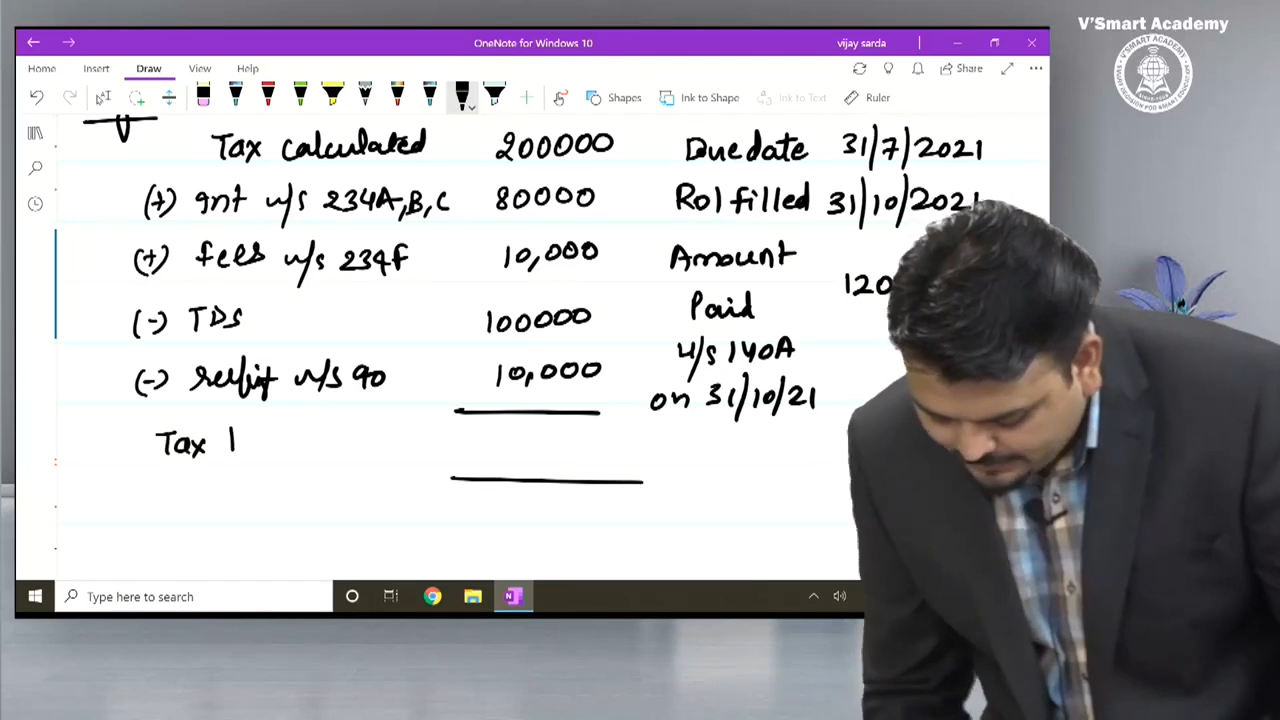 V'Smart Academy
OneNote for Windows 10
vijay sarda
Home Insert Draw View Help
Share
Shapes Ink to Shape Ink to Text Ruler
Tax calculated 200000
(+) Int u/s 234A,B,C 80000
(+) fees u/s 234f 10,000
(-) TDS 100000
(-) relief u/s 90 10,000
Tax
Due date 31/7/2021
RoI filled 31/10/2021
Amount
Paid 120
u/s 140A
on 31/10/21
Type here to search